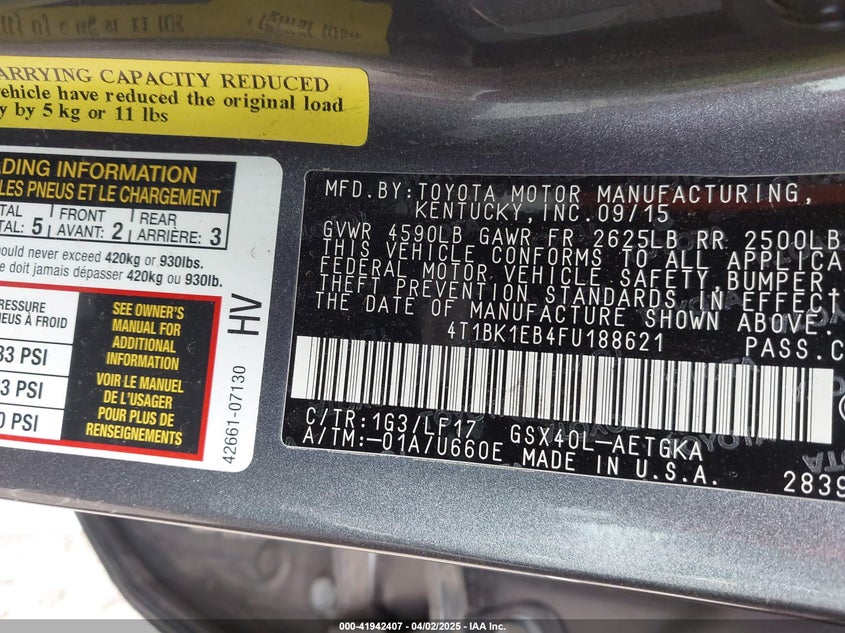 ARRYING CAPACITY REDUCED
vehicle have reduced the original load
y by 5 kg or 11 lbs
DING INFORMATION
LES PNEUS ET LE CHARGEMENT
TAL 5 FRONT 2 REAR 3
TAL: AVANT: ARRIÈRE:
should never exceed 420kg or 930lbs.
e doit jamais dépasser 420kg ou 930lb.
RESSURE
NEUS À FROID
33 PSI
3 PSI
0 PSI
SEE OWNER'S
MANUAL FOR
ADDITIONAL
INFORMATION
VOIR LE MANUEL
DE L'USAGER
POUR PLUS DE
RENSEIGNEMENTS
HV
42661-07130
MFD.BY:TOYOTA MOTOR MANUFACTURING,
KENTUCKY,INC.09/15
GVWR 4590LB GAWR FR 2625LB RR 2500LB
THIS VEHICLE CONFORMS TO ALL APPLICA
FEDERAL MOTOR VEHICLE SAFETY,BUMPER,
THEFT PREVENTION STANDARDS IN EFFECT
THE DATE OF MANUFACTURE SHOWN ABOVE.
4T1BK1EB4FU188621 PASS.C
C/TR:1G3/LF17 GSX40L-AETGKA
A/TM:-01A/U660E MADE IN U.S.A.
2839
000-41942407 - 04/02/2025 - IAA Inc.